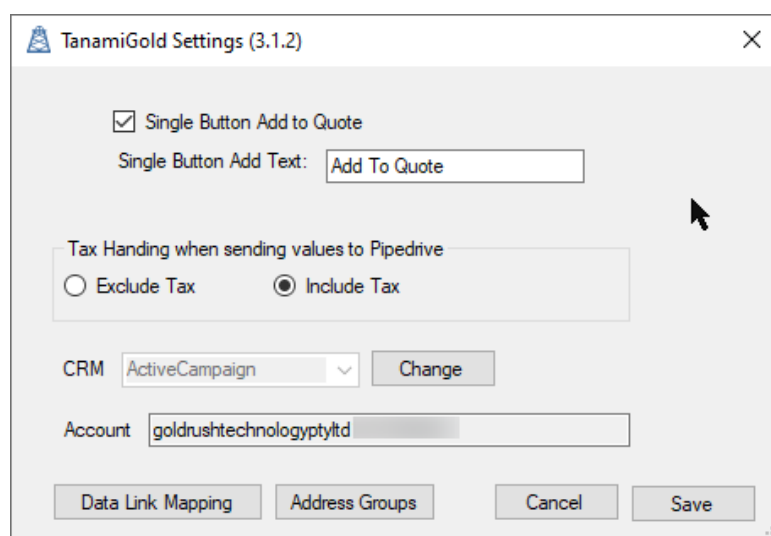 TanamiGold Settings (3.1.2)
Single Button Add to Quote
Single Button Add Text: Add To Quote
Tax Handing when sending values to Pipedrive
Exclude Tax Include Tax
CRM ActiveCampaign Change
Account goldrushtechnologyptyltd
Data Link Mapping Address Groups Cancel Save